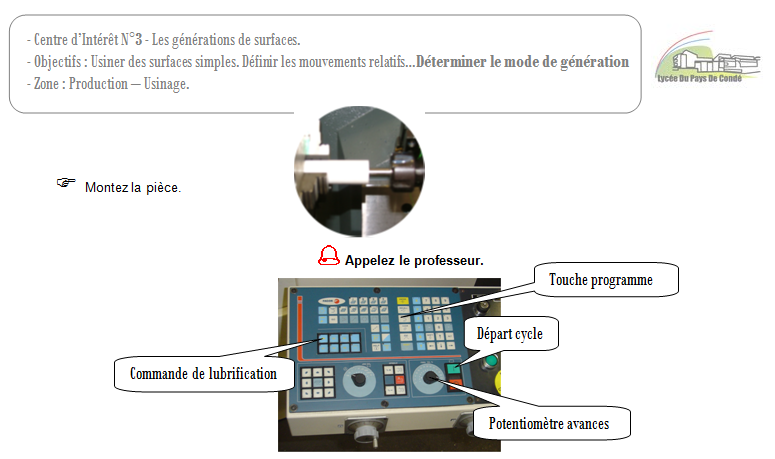 - Centre d'Intérêt N°3 - Les générations de surfaces.
- Objectifs : Usiner des surfaces simples. Définir les mouvements relatifs...Déterminer le mode de génération
- Zone : Production – Usinage.
Lycée Du Pays De Condé
Montez la pièce.
Appelez le professeur.
Touche programme
Départ cycle
Commande de lubrification
Potentiomètre avances